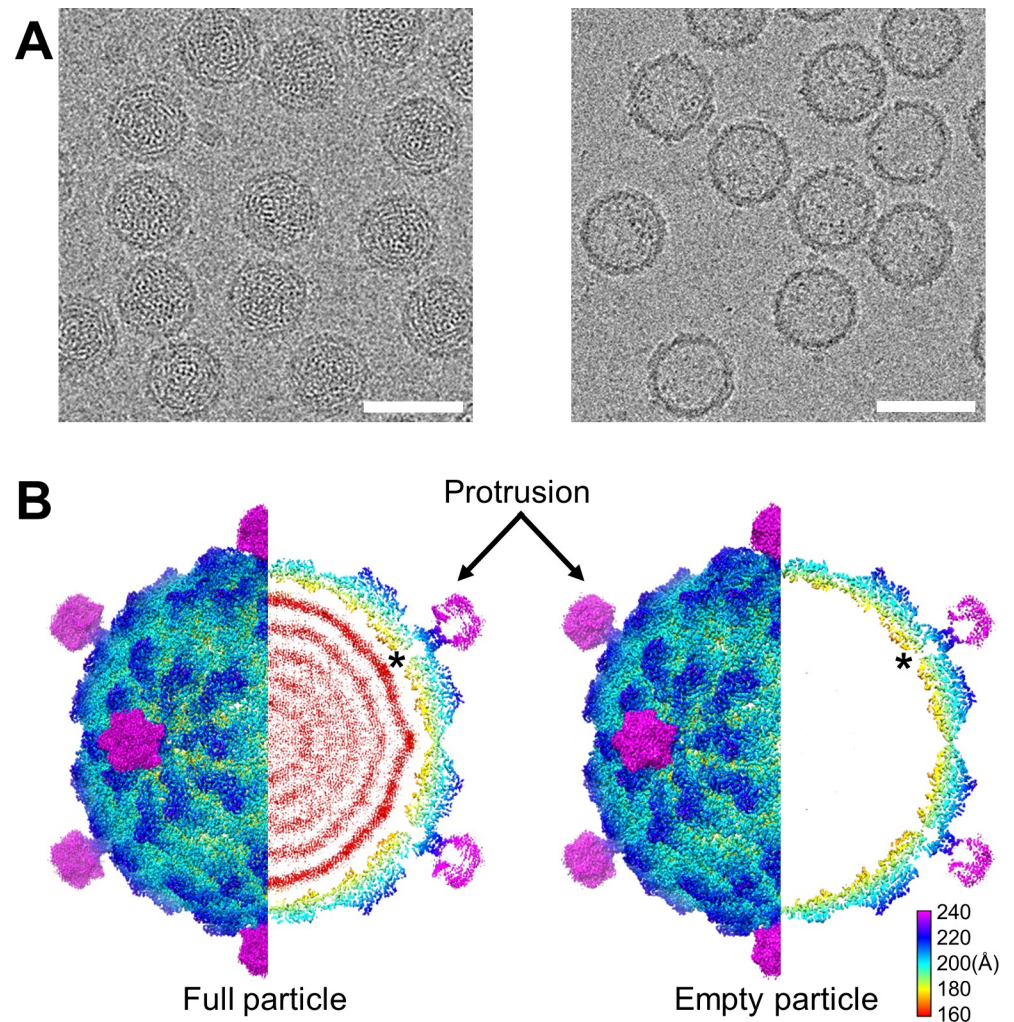 A
B
Protrusion
*
*
240
220
200(Å)
180
160
Full particle
Empty particle